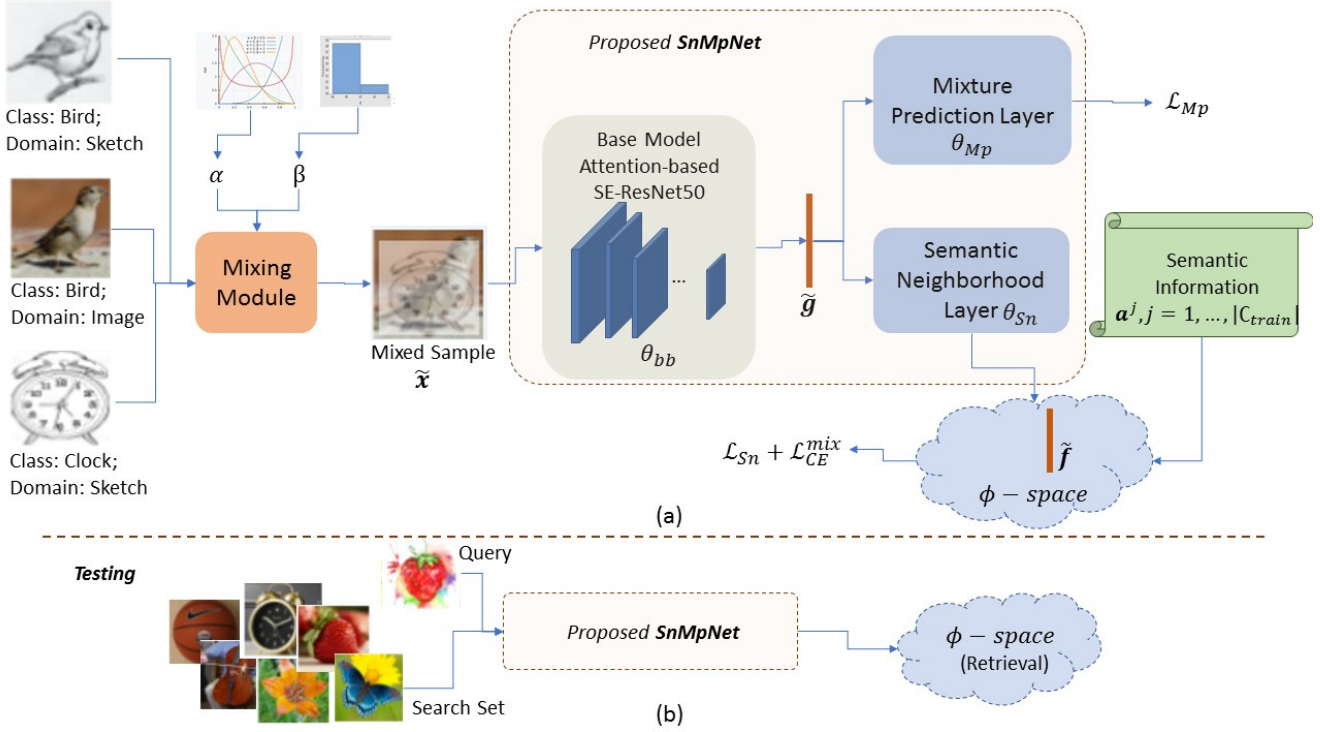 Class: Bird;
Domain: Sketch
Class: Bird;
Domain: Image
Class: Clock;
Domain: Sketch
α
β
Mixing
Module
Mixed Sample
x̃
Proposed SnMpNet
Base Model
Attention-based
SE-ResNet50
...
θ_bb
g̃
Mixture
Prediction Layer
θ_Mp
Semantic
Neighborhood
Layer θ_Sn
ℒ_Mp
Semantic
Information
a^j, j = 1, ..., |C_train|
f̃
ϕ − space
ℒ_Sn + ℒ_CE^mix
(a)
Testing
Query
Search Set
Proposed SnMpNet
ϕ − space
(Retrieval)
(b)